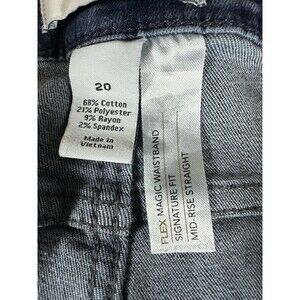 20
68% Cotton
21% Polyester
9% Rayon
2% Spandex
Made in
Vietnam
FLEX MAGIC WAISTBAND
SIGNATURE FIT
MID-RISE STRAIGHT